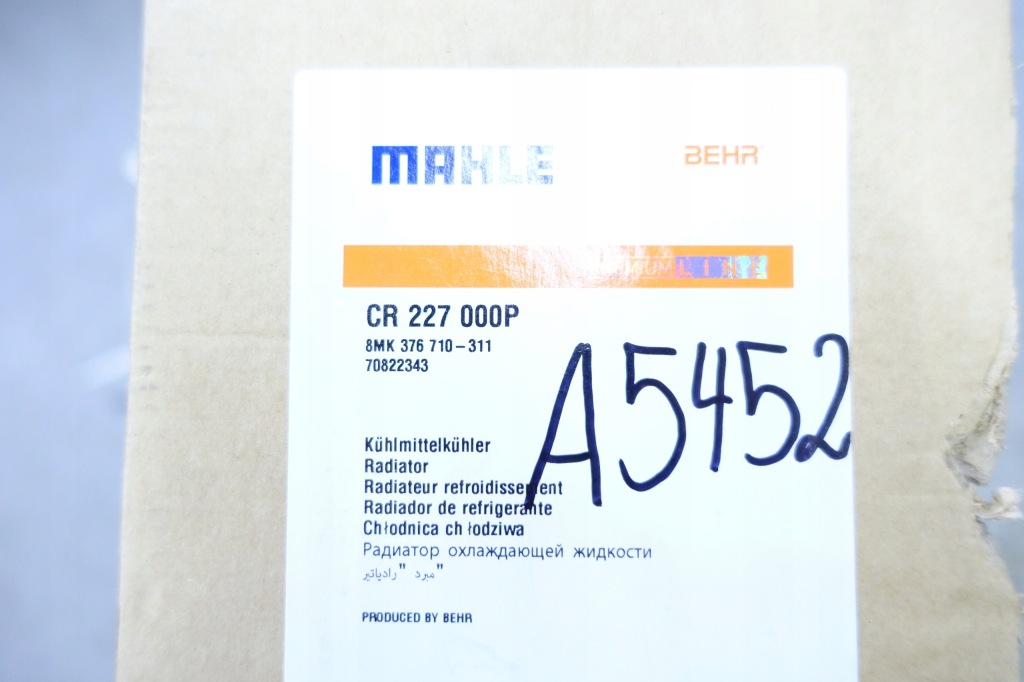 MAHLE
BEHR
CR 227 000P
8MK 376 710-311
70822343
A5452
Kühlmittelkühler
Radiator
Radiateur refroidissement
Radiador de refrigerante
Chłodnica chłodziwa
Радиатор охлаждающей жидкости
مبرد "رادياتير"
PRODUCED BY BEHR